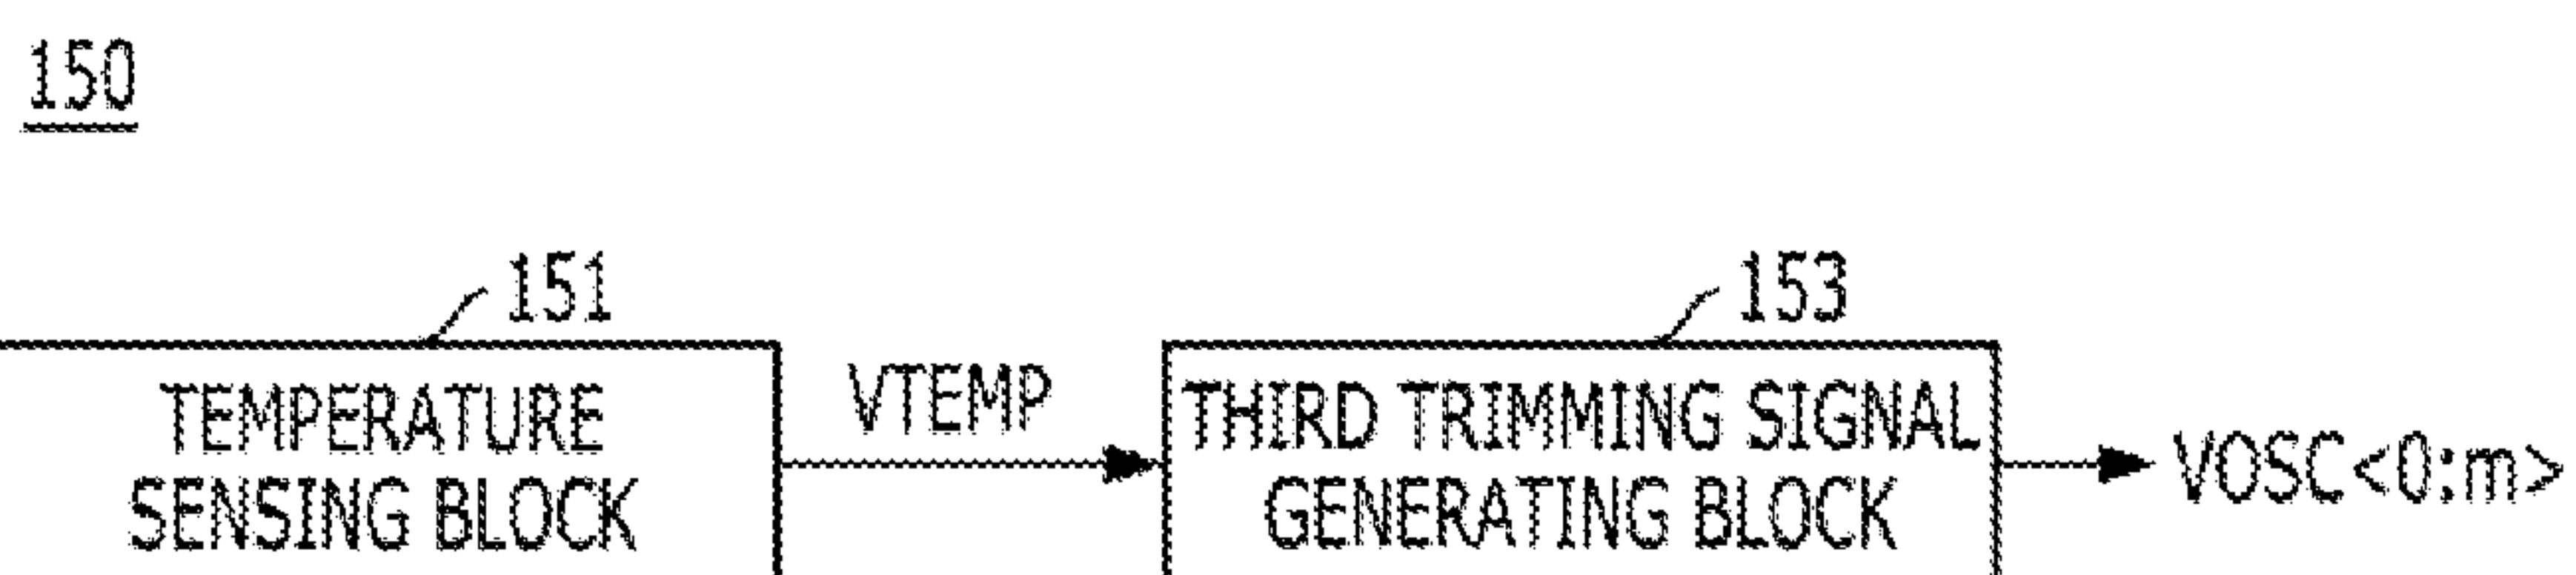 150
151
153
TEMPERATURE
SENSING BLOCK
VTEMP
THIRD TRIMMING SIGNAL
GENERATING BLOCK
VOSC<0:m>